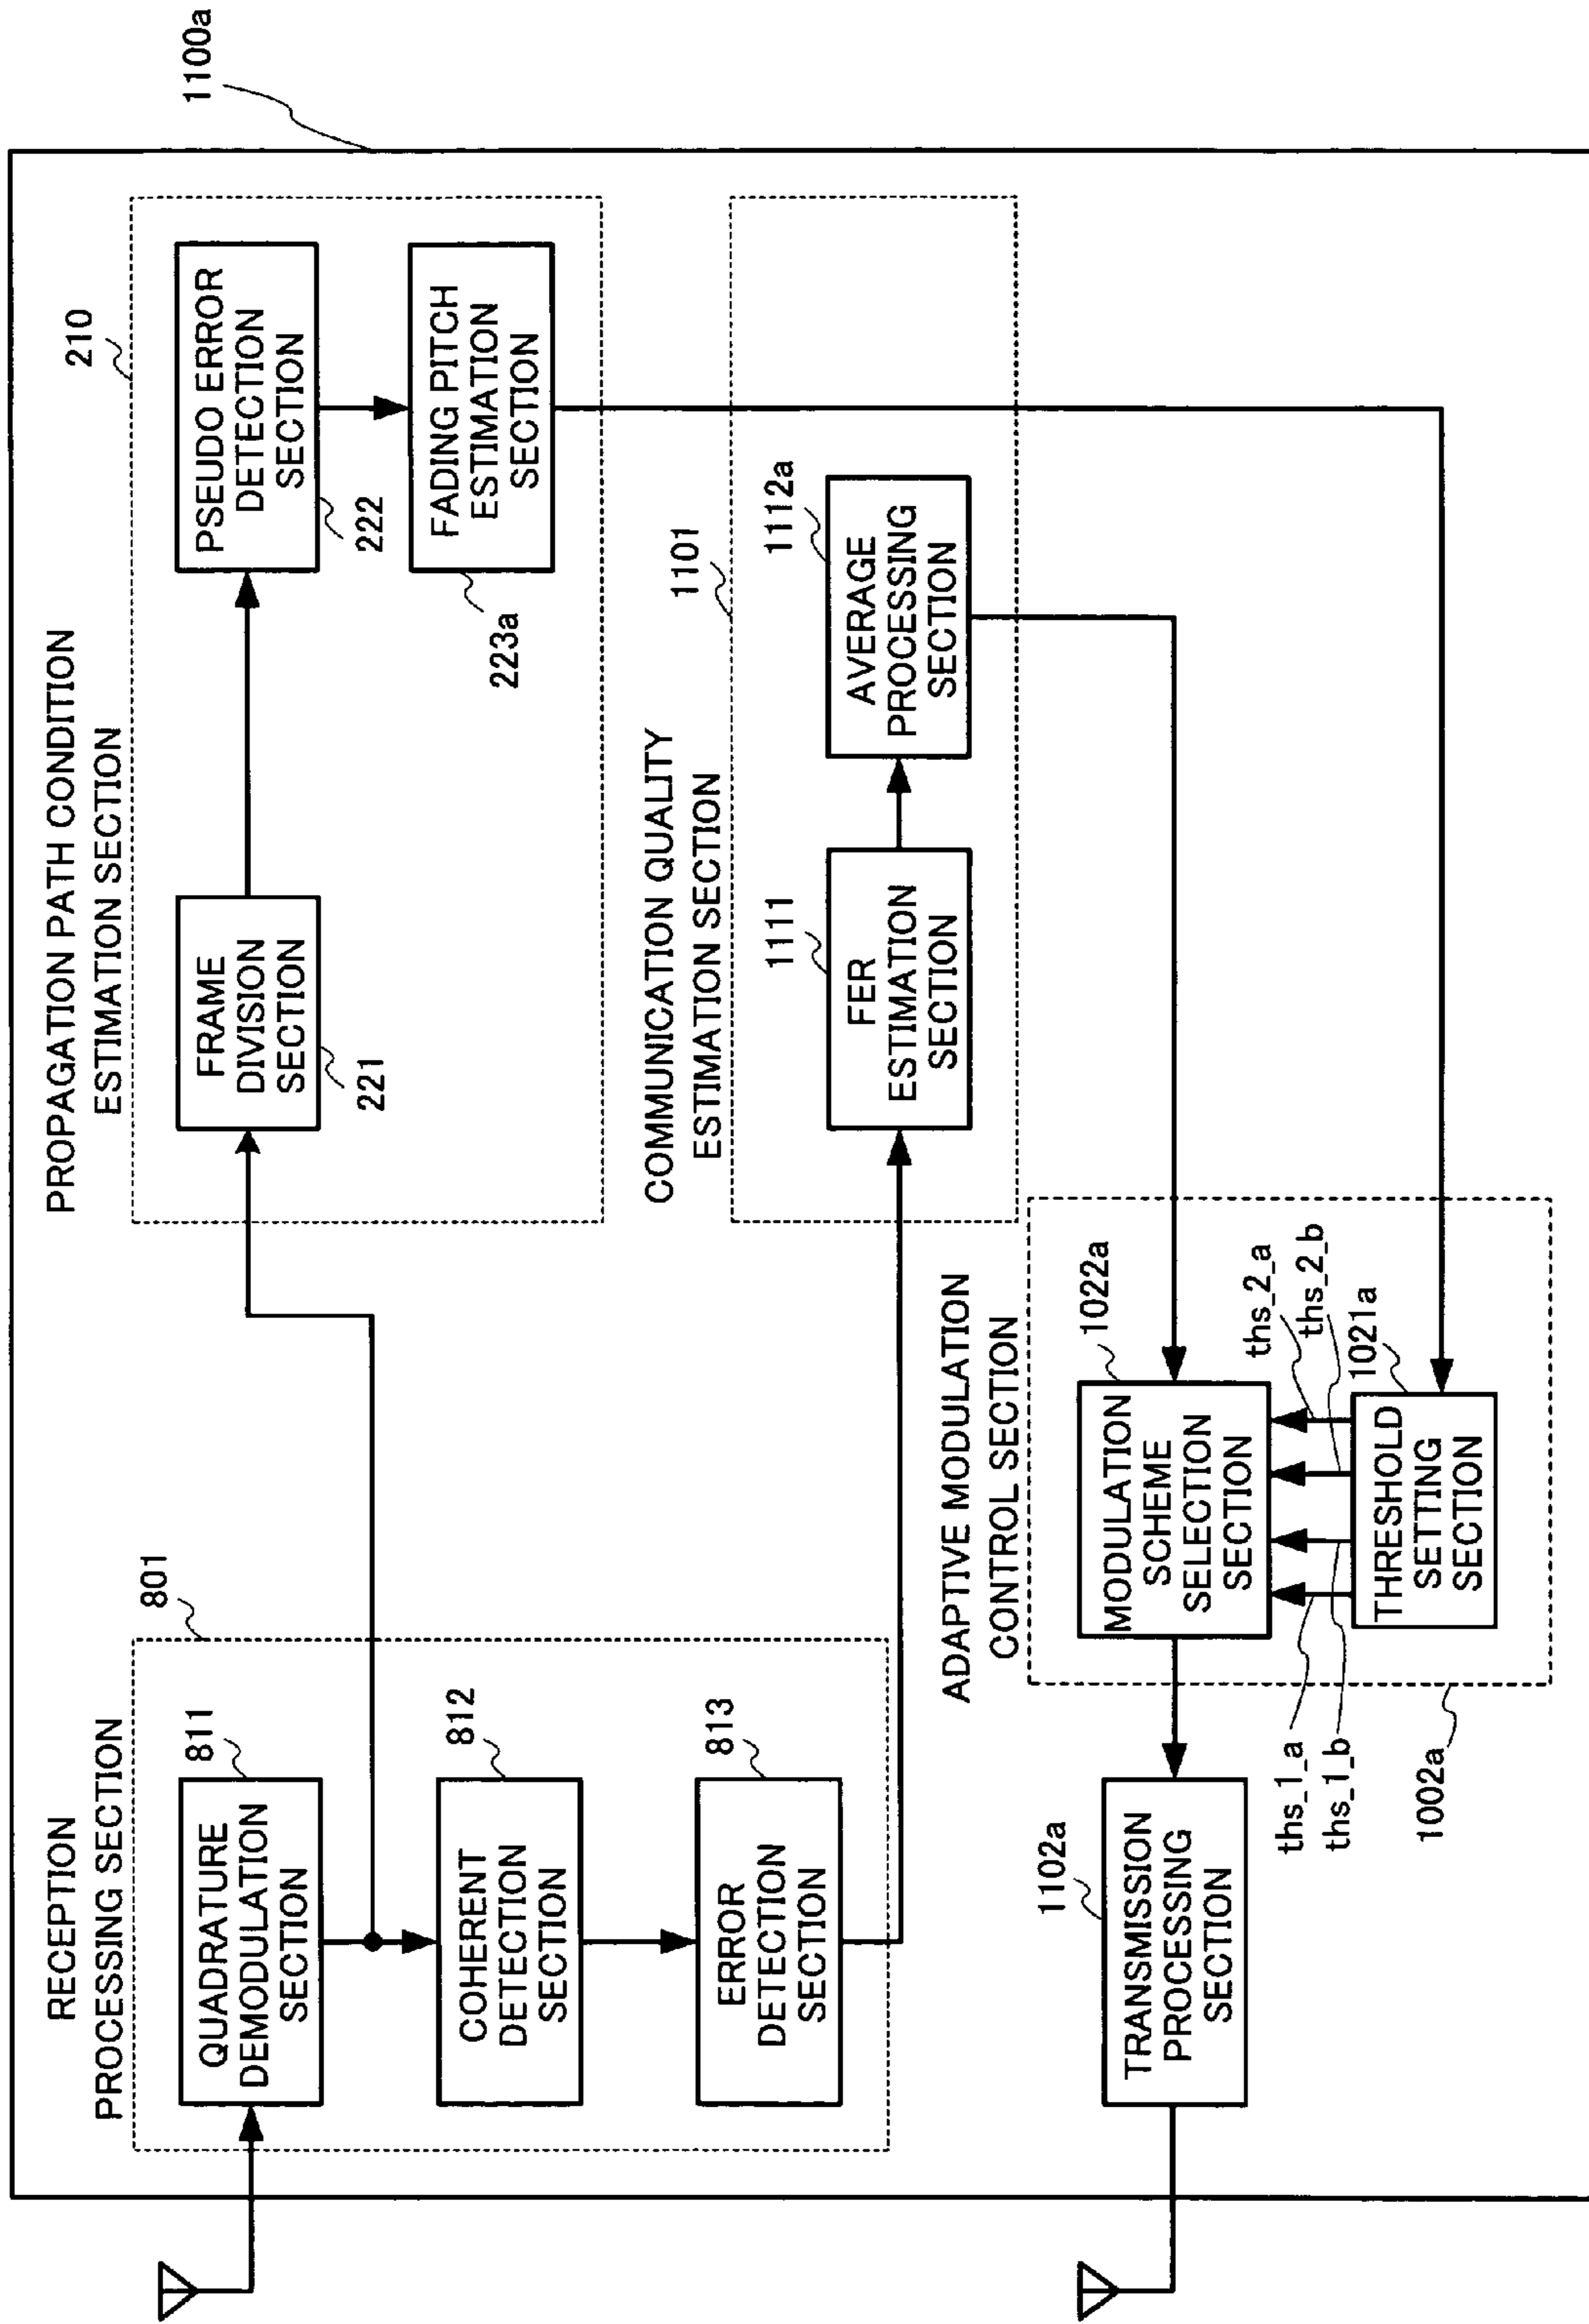 1100a
RECEPTION
PROCESSING SECTION
801
QUADRATURE
DEMODULATION
SECTION
811
COHERENT
DETECTION
SECTION
812
ERROR
DETECTION
SECTION
813
PROPAGATION PATH CONDITION
ESTIMATION SECTION
210
FRAME
DIVISION
SECTION
221
PSEUDO ERROR
DETECTION
SECTION
222
FADING PITCH
ESTIMATION
SECTION
223a
COMMUNICATION QUALITY
ESTIMATION SECTION
1101
FER
ESTIMATION
SECTION
1111
AVERAGE
PROCESSING
SECTION
1112a
ADAPTIVE MODULATION
CONTROL SECTION
MODULATION
SCHEME
SELECTION
SECTION
1022a
ths_2_a
ths_2_b
1021a
THRESHOLD
SETTING
SECTION
ths_1_a
ths_1_b
1002a
TRANSMISSION
PROCESSING
SECTION
1102a